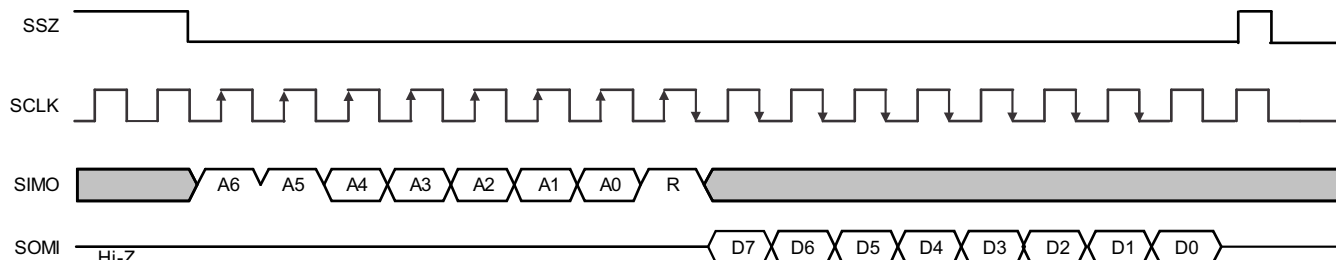 SSZ
SCLK
SIMO A6 A5 A4 A3 A2 A1 A0 R
SOMI Hi-Z D7 D6 D5 D4 D3 D2 D1 D0